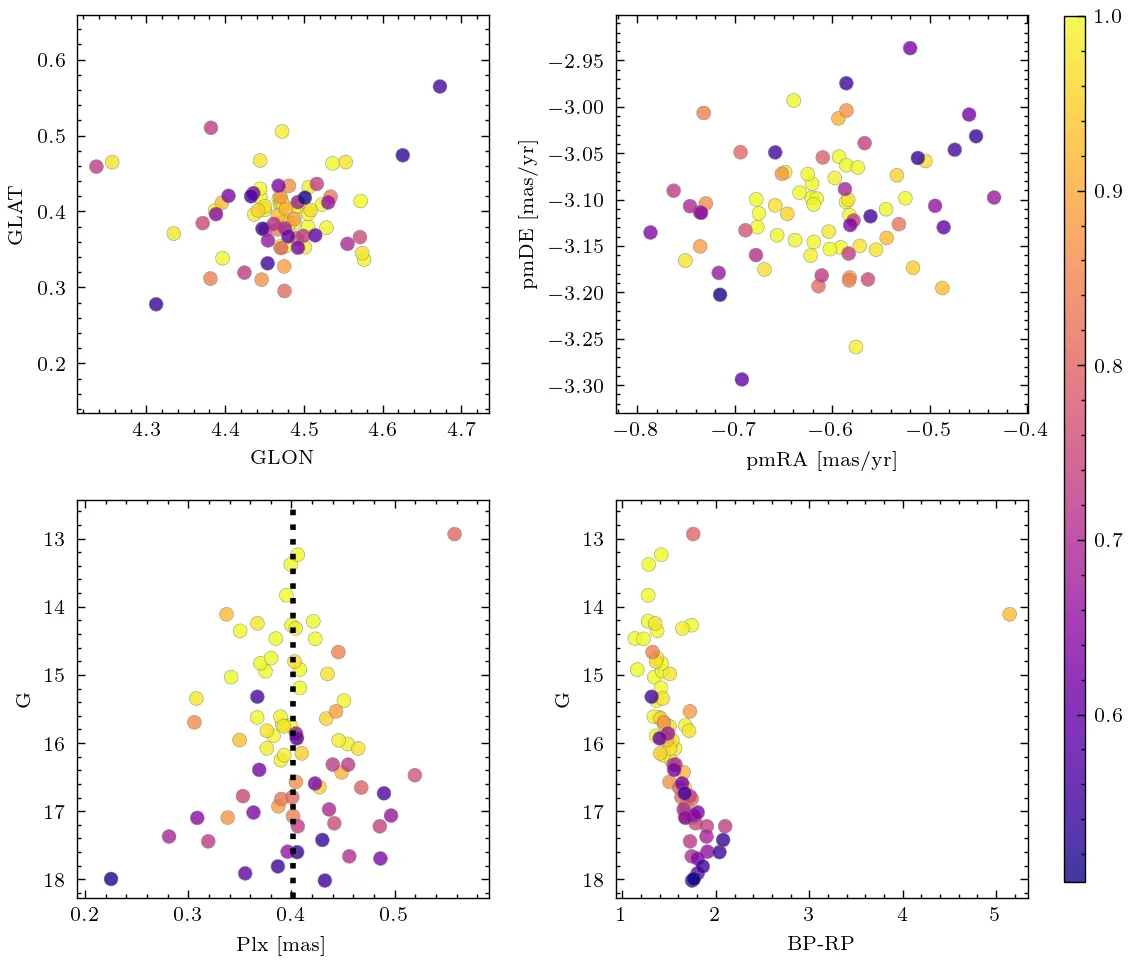 0.6
0.5
0.4
0.3
0.2
GLAT
4.3 4.4 4.5 4.6 4.7
GLON
−2.95
−3.00
−3.05
−3.10
−3.15
−3.20
−3.25
−3.30
pmDE [mas/yr]
−0.8 −0.7 −0.6 −0.5 −0.4
pmRA [mas/yr]
13
14
15
16
17
18
G
0.2 0.3 0.4 0.5
Plx [mas]
13
14
15
16
17
18
G
1 2 3 4 5
BP-RP
1.0
0.9
0.8
0.7
0.6